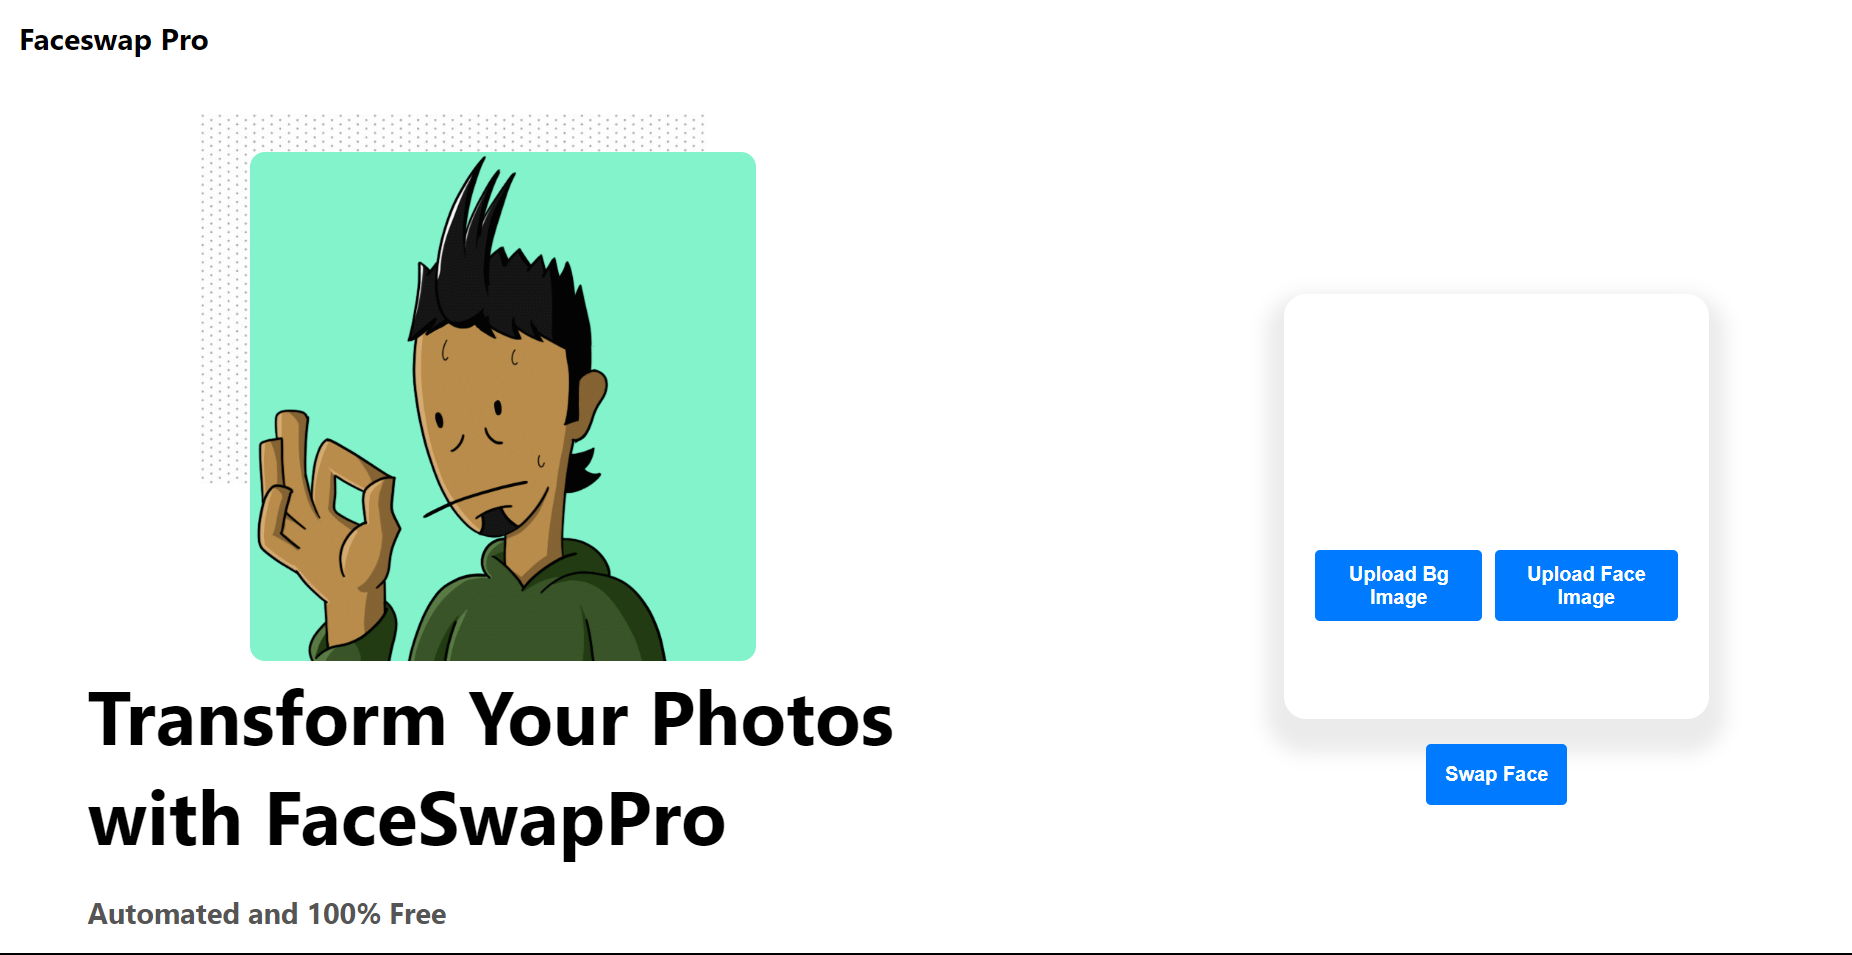 Faceswap Pro
Transform Your Photos
with FaceSwapPro
Automated and 100% Free
Upload Bg
Image
Upload Face
Image
Swap Face